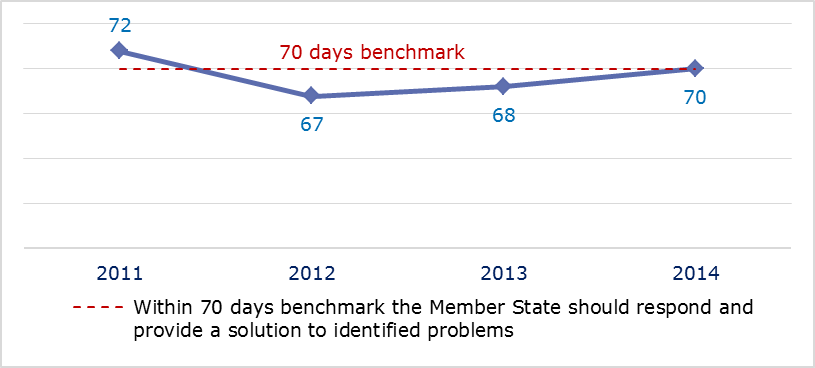 72
70 days benchmark
67
68
70
2011
2012
2013
2014
Within 70 days benchmark the Member State should respond and
provide a solution to identified problems